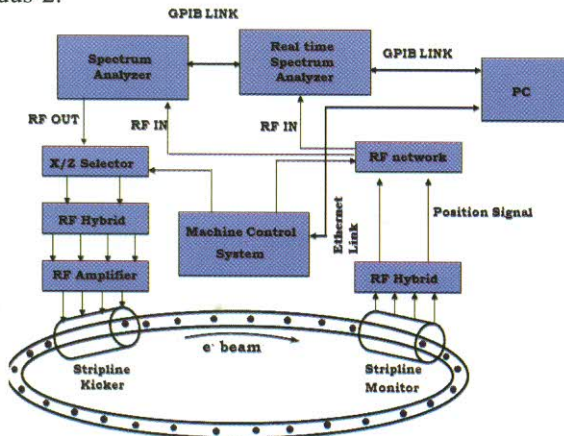 GPIB LINK
Spectrum
Analyzer
Real time
Spectrum
Analyzer
GPIB LINK
PC
RF OUT
RF IN
RF IN
X/Z Selector
RF network
RF Hybrid
Machine Control
System
Ethernet
Link
Position Signal
RF Amplifier
RF Hybrid
e- beam
Stripline
Kicker
Stripline
Monitor